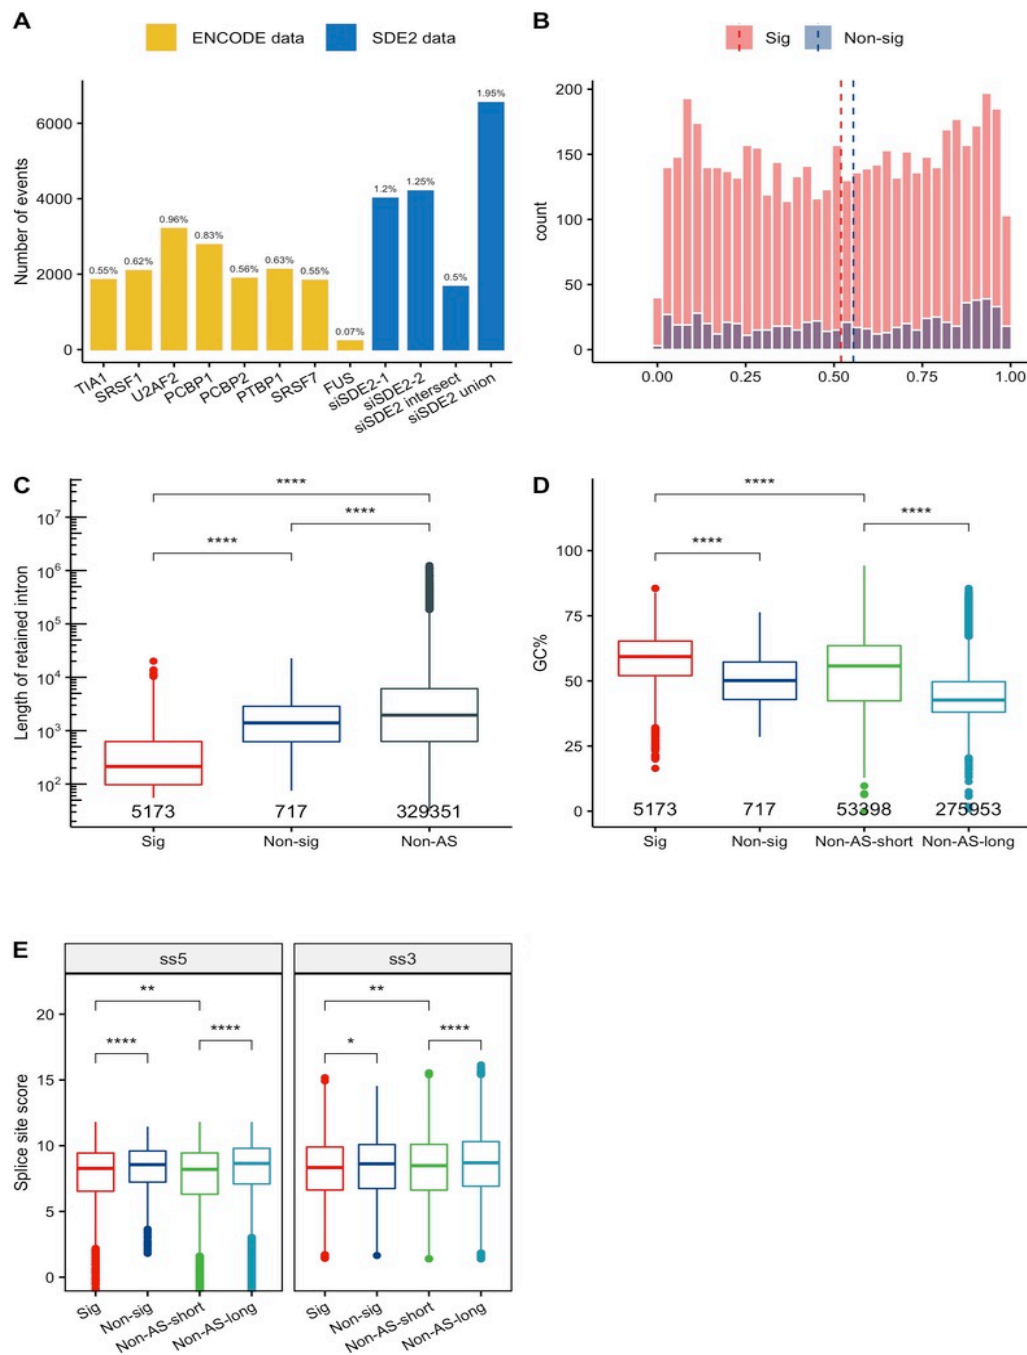 A
ENCODE data SDE2 data
Number of events
6000
4000
2000
0
0.55%
0.62%
0.96%
0.83%
0.56%
0.63%
0.55%
0.07%
1.2%
1.25%
0.5%
1.95%
TIA1
SRSF1
U2AF2
PCBP1
PCBP2
PTBP1
SRSF7
FUS
siSDE2-1
siSDE2-2
siSDE2 intersect
siSDE2 union
B
Sig Non-sig
count
200
150
100
50
0
0.00 0.25 0.50 0.75 1.00
C
Length of retained intron
10^7
10^6
10^5
10^4
10^3
10^2
****
**** ****
5173 717 329351
Sig Non-sig Non-AS
D
GC%
100
75
50
25
0
**** ****
****
5173 717 53398 275953
Sig Non-sig Non-AS-short Non-AS-long
E
ss5 ss3
Splice site score
20
15
10
5
0
**
**** ****
**
* ****
Sig
Non-sig
Non-AS-short
Non-AS-long
Sig
Non-sig
Non-AS-short
Non-AS-long